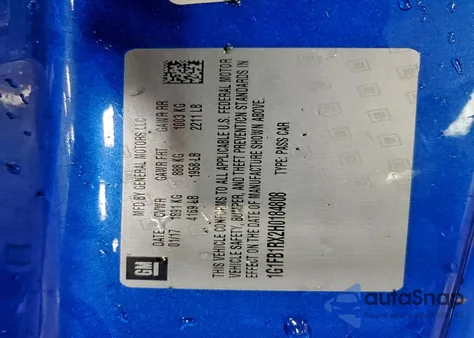 MFD BY GENERAL MOTORS LLC
DATE GVWR GAWR FRT GAWR RR
01/17 1891 KG 888 KG 1003 KG
4169 LB 1958 LB 2211 LB
THIS VEHICLE CONFORMS TO ALL APPLICABLE U.S. FEDERAL MOTOR
VEHICLE SAFETY, BUMPER, AND THEFT PREVENTION STANDARDS IN
EFFECT ON THE DATE OF MANUFACTURE SHOWN ABOVE.
1G1FB1RX2H0184808 TYPE: PASS CAR
GM
autoSnap